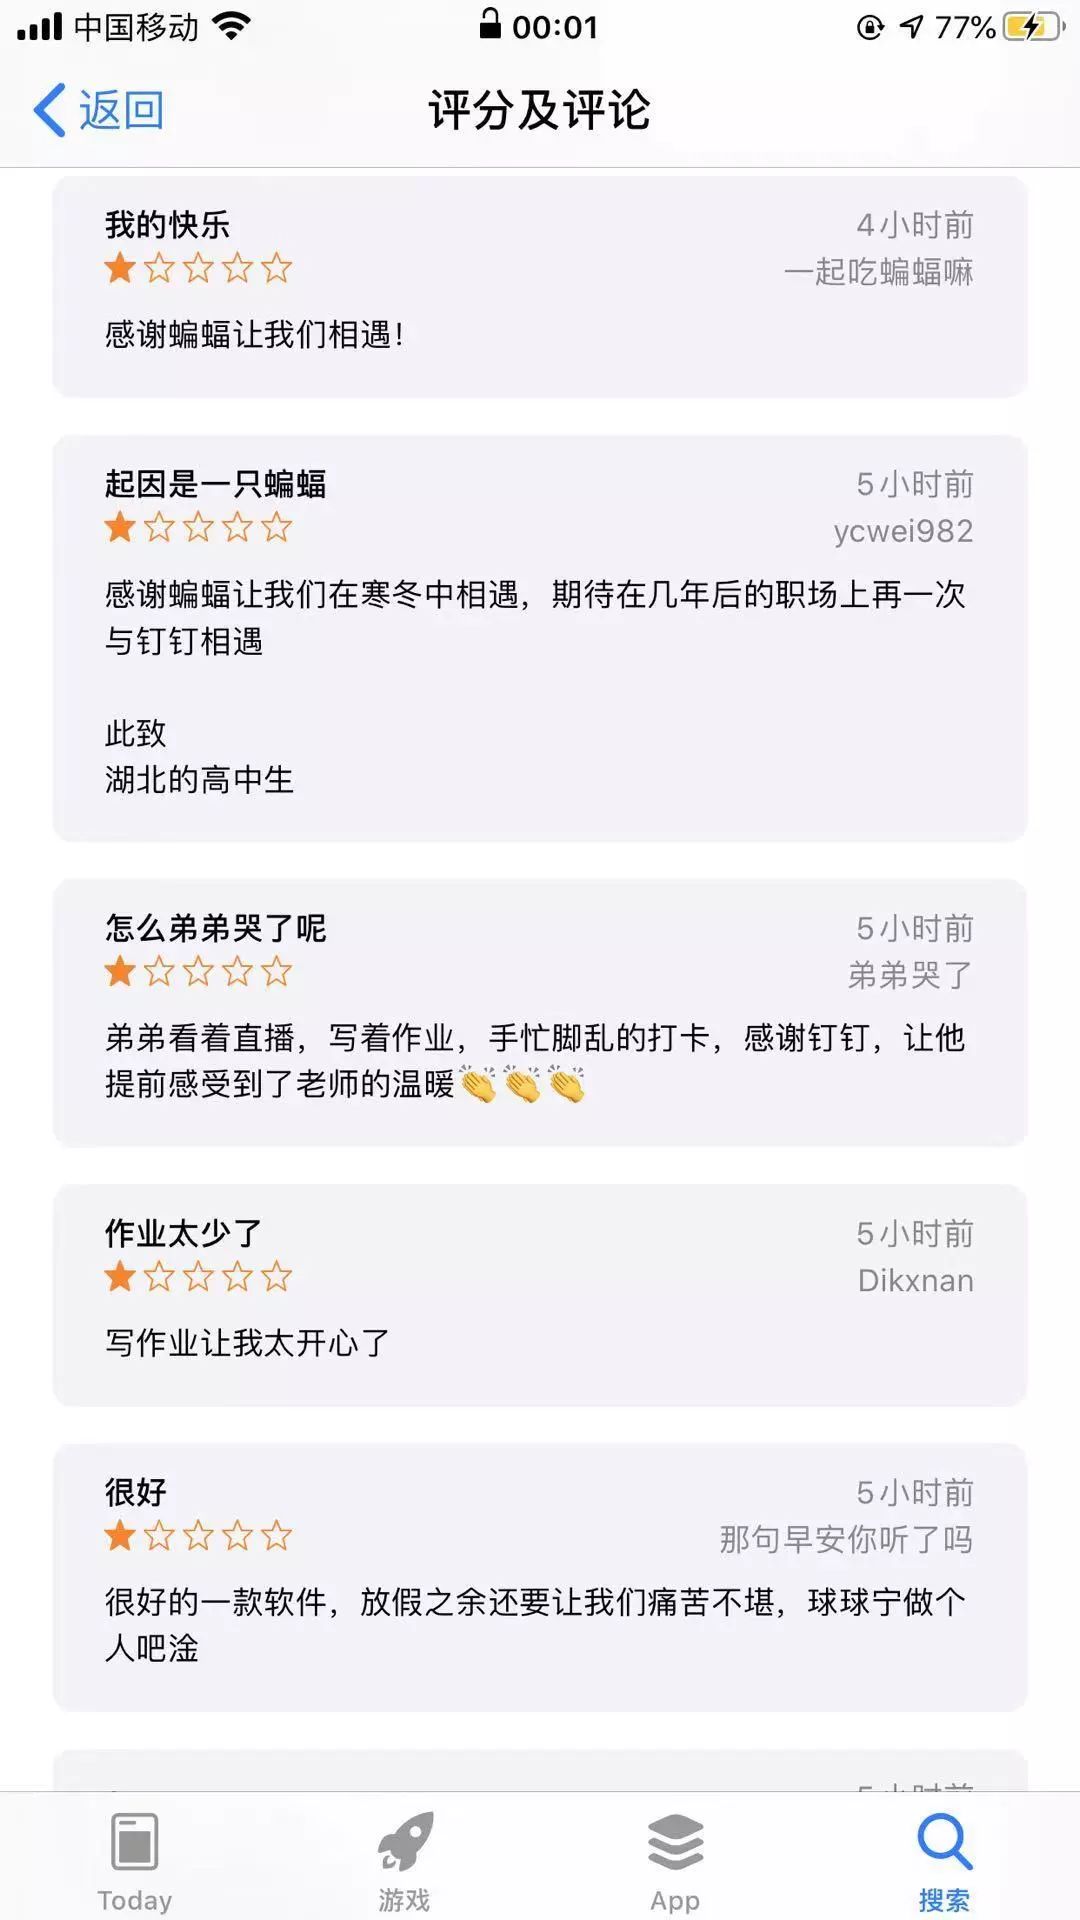 中国移动 00:01 77%
返回 评分及评论
我的快乐 4小时前
一起吃蝙蝠嘛
感谢蝙蝠让我们相遇！
起因是一只蝙蝠 5小时前
ycwei982
感谢蝙蝠让我们在寒冬中相遇，期待在几年后的职场上再一次
与钉钉相遇
此致
湖北的高中生
怎么弟弟哭了呢 5小时前
弟弟哭了
弟弟看着直播，写着作业，手忙脚乱的打卡，感谢钉钉，让他
提前感受到了老师的温暖👏👏👏
作业太少了 5小时前
Dikxnan
写作业让我太开心了
很好 5小时前
那句早安你听了吗
很好的一款软件，放假之余还要让我们痛苦不堪，球球宁做个
人吧淦
Today 游戏 App 搜索